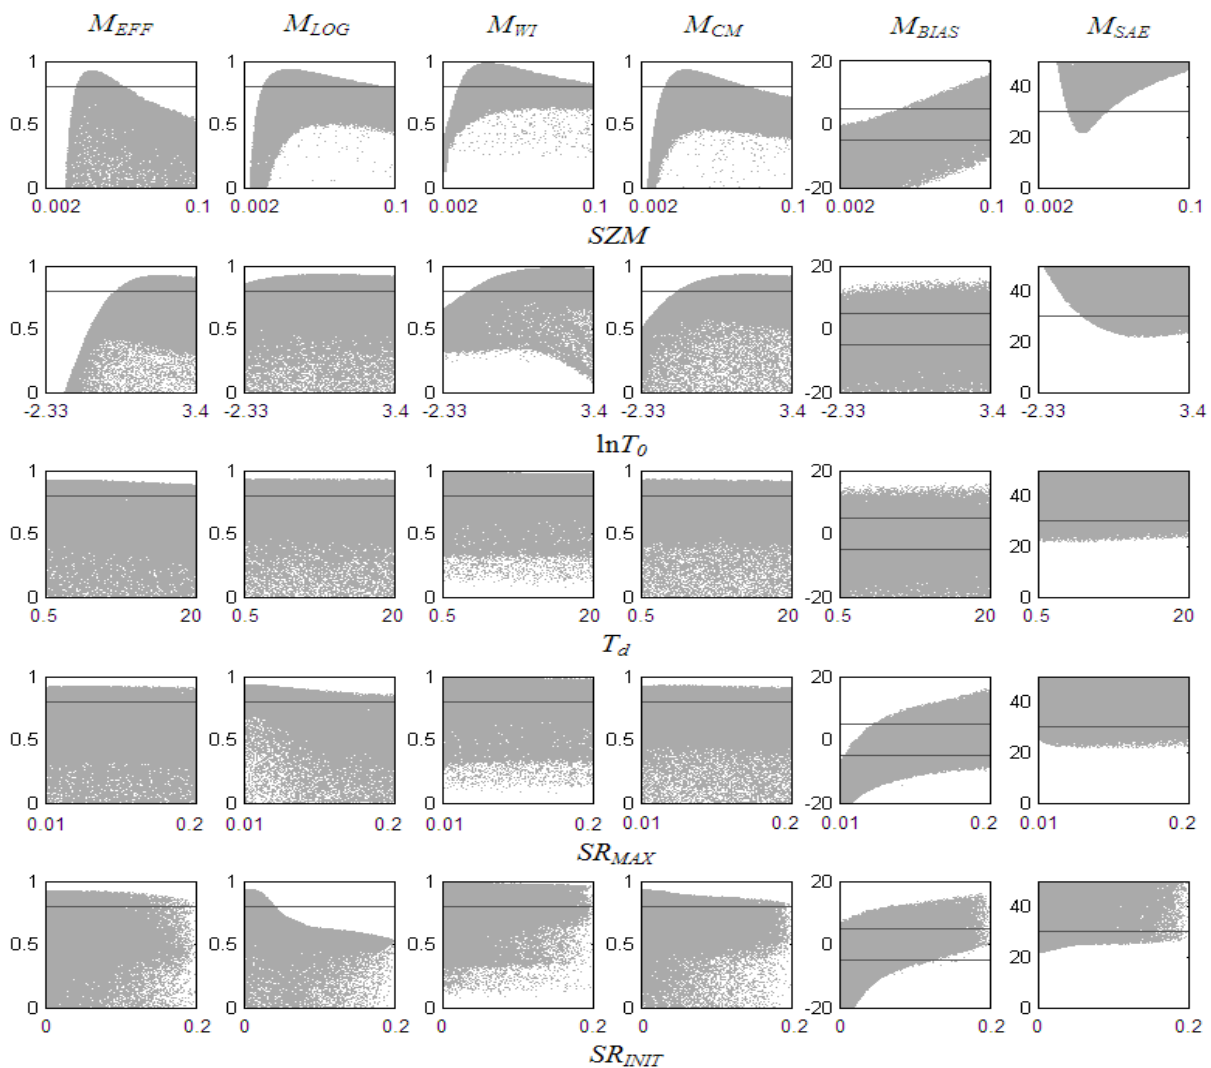 M_EFF M_LOG M_WI M_CM M_BIAS M_SAE
1 1 1 1 20 40
0.5 0.5 0.5 0.5 0 20
0 0 0 0 -20 0
0.002 0.1 0.002 0.1 0.002 0.1 0.002 0.1 0.002 0.1 0.002 0.1
SZM
1 1 1 1 20 40
0.5 0.5 0.5 0.5 0 20
0 0 0 0 -20 0
-2.33 3.4 -2.33 3.4 -2.33 3.4 -2.33 3.4 -2.33 3.4 -2.33 3.4
lnT_0
1 1 1 1 20 40
0.5 0.5 0.5 0.5 0 20
0 0 0 0 -20 0
0.5 20 0.5 20 0.5 20 0.5 20 0.5 20 0.5 20
T_d
1 1 1 1 20 40
0.5 0.5 0.5 0.5 0 20
0 0 0 0 -20 0
0.01 0.2 0.01 0.2 0.01 0.2 0.01 0.2 0.01 0.2 0.01 0.2
SR_MAX
1 1 1 1 20 40
0.5 0.5 0.5 0.5 0 20
0 0 0 0 -20 0
0 0.2 0 0.2 0 0.2 0 0.2 0 0.2 0 0.2
SR_INIT